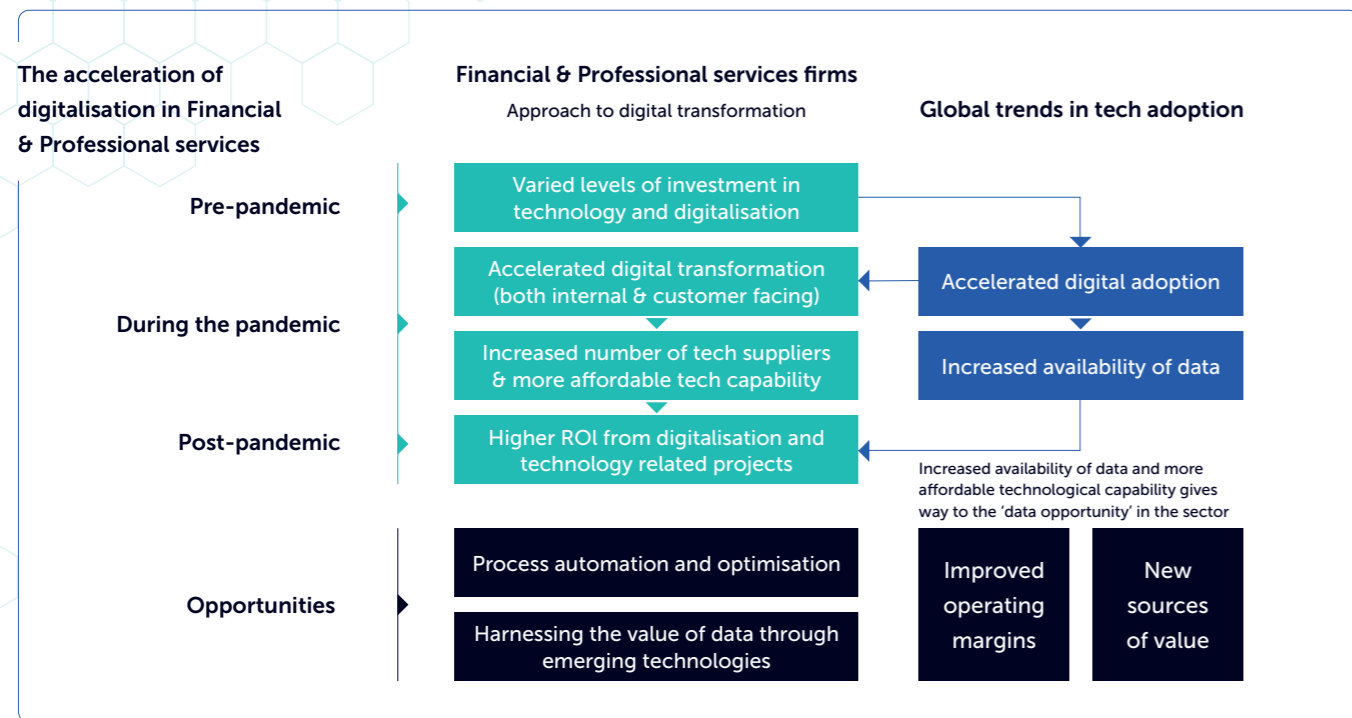 The acceleration of
digitalisation in Financial
& Professional services
Financial & Professional services firms
Approach to digital transformation
Global trends in tech adoption
Pre-pandemic
Varied levels of investment in
technology and digitalisation
During the pandemic
Accelerated digital transformation
(both internal & customer facing)
Accelerated digital adoption
Increased number of tech suppliers
& more affordable tech capability
Increased availability of data
Post-pandemic
Higher ROI from digitalisation and
technology related projects
Increased availability of data and more
affordable technological capability gives
way to the ‘data opportunity’ in the sector
Opportunities
Process automation and optimisation
Harnessing the value of data through
emerging technologies
Improved
operating
margins
New
sources
of value